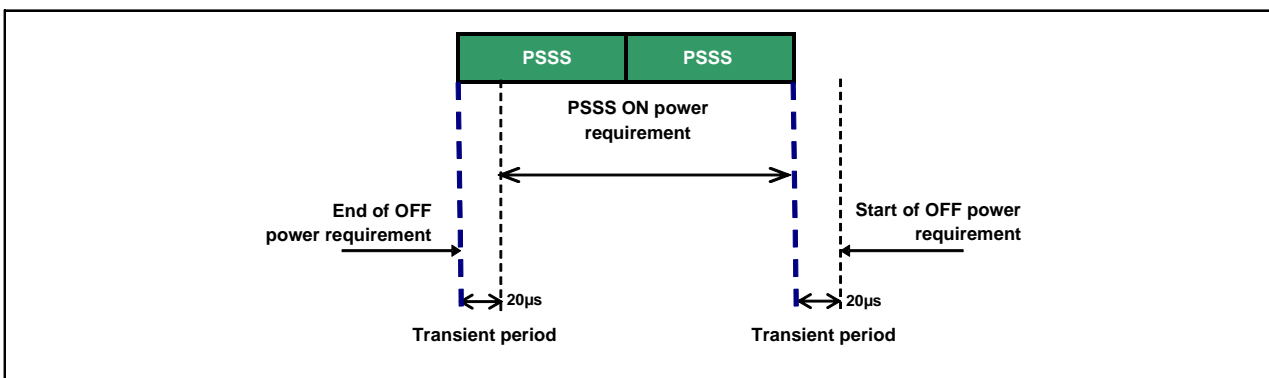 PSSS PSSS
PSSS ON power
requirement
End of OFF
power requirement
Start of OFF power
requirement
20µs
20µs
Transient period
Transient period